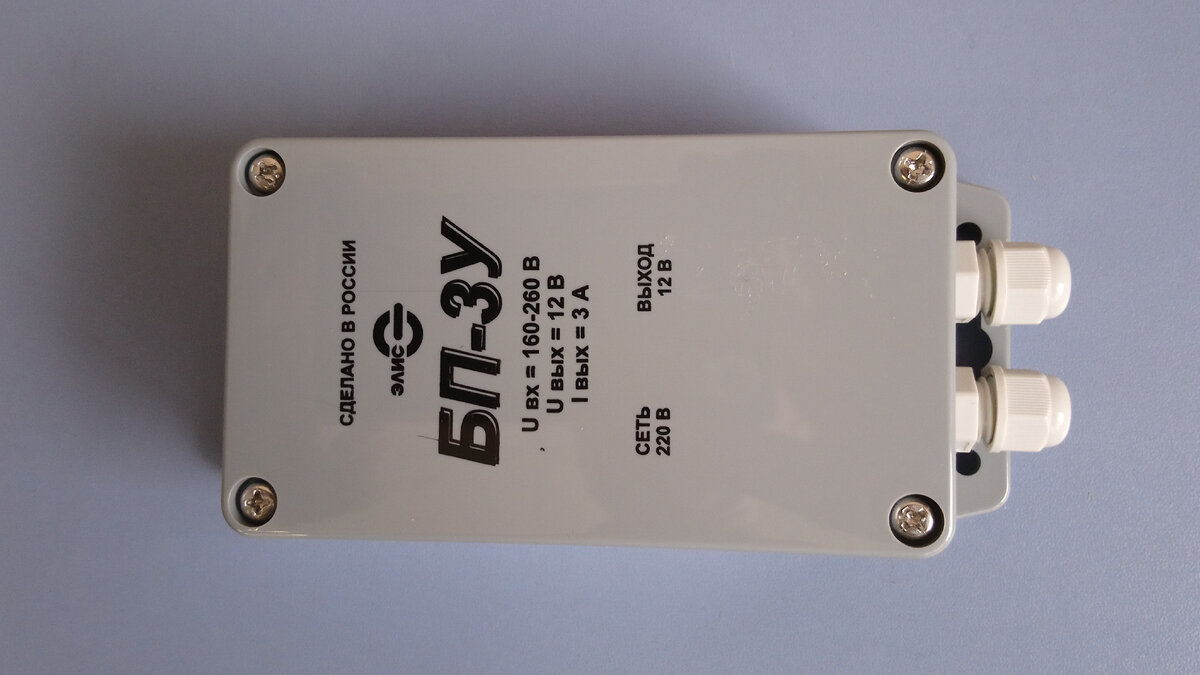 СДЕЛАНО В РОССИИ
ЭЛИС
БП-3У
U ВХ = 160-260 В
U ВЫХ = 12 В
I ВЫХ = 3 А
СЕТЬ
220 В
ВЫХОД
12 В